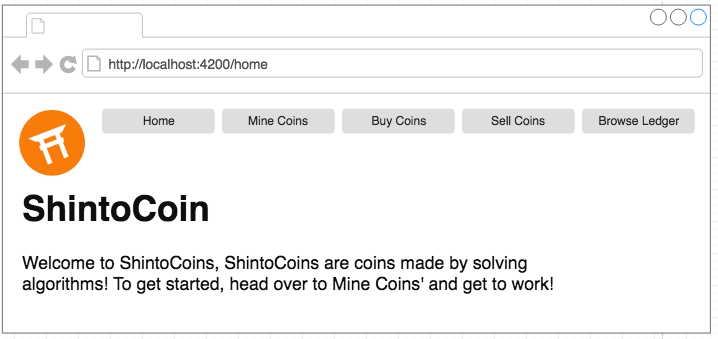 http://localhost:4200/home
Home
Mine Coins
Buy Coins
Sell Coins
Browse Ledger
ShintoCoin
Welcome to ShintoCoins, ShintoCoins are coins made by solving
algorithms! To get started, head over to Mine Coins' and get to work!